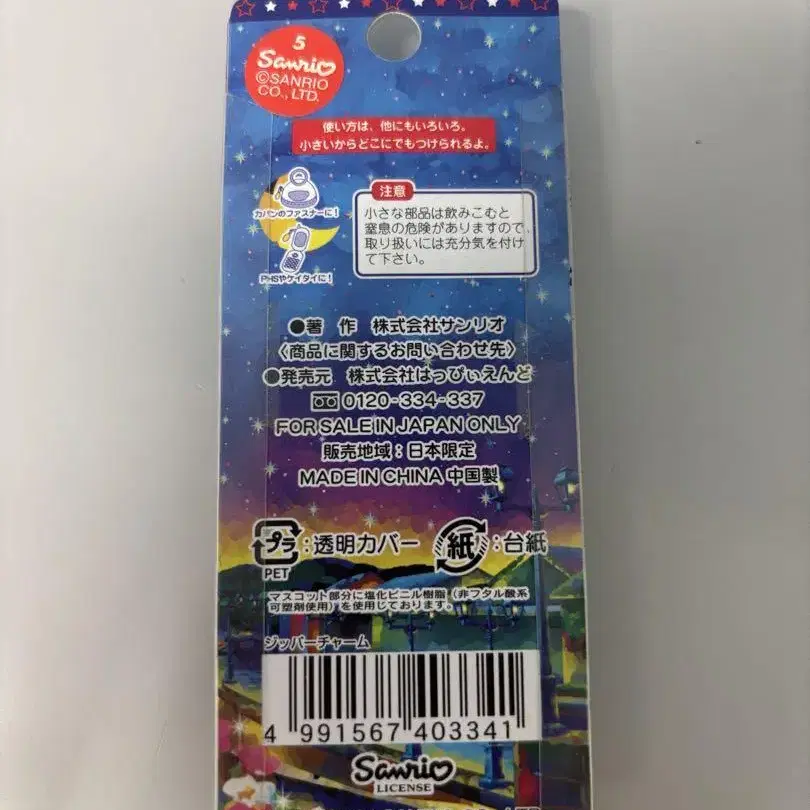 5
Sanrio
©SANRIO
CO., LTD.
使い方は、他にもいろいろ。
小さいからどこにでもつけられるよ。
カバンのファスナーに!
PHSやケイタイに!
注意
小さな部品は飲みこむと
窒息の危険がありますので、
取り扱いには充分気を付け
て下さい。
●著 作 株式会社サンリオ
〈商品に関するお問い合わせ先〉
●発売元 株式会社はっぴぃえんど
0120-334-337
FOR SALE IN JAPAN ONLY
販売地域:日本限定
MADE IN CHINA 中国製
プラ:透明カバー 紙:台紙
PET
マスコット部分に塩化ビニル樹脂(非フタル酸系
可塑剤使用)を使用しております。
ジッパーチャーム
4 991567 403341
Sanrio
LICENSE